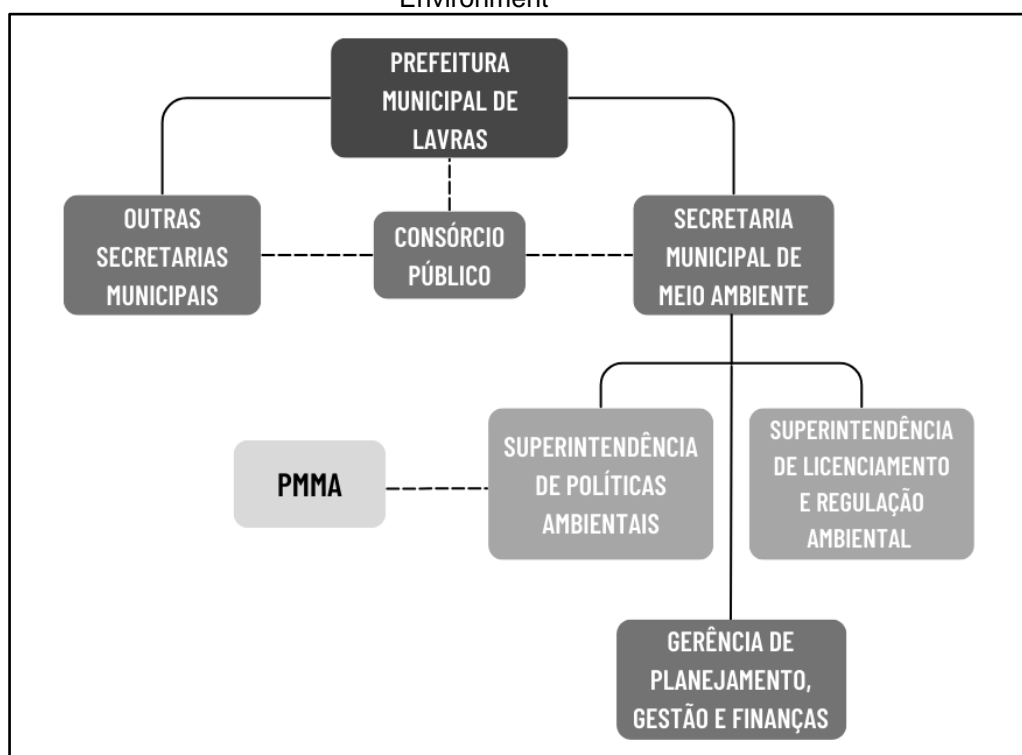 Environment
PREFEITURA
MUNICIPAL DE
LAVRAS
OUTRAS
SECRETARIAS
MUNICIPAIS
CONSÓRCIO
PÚBLICO
SECRETARIA
MUNICIPAL DE
MEIO AMBIENTE
PMMA
SUPERINTENDÊNCIA
DE POLÍTICAS
AMBIENTAIS
SUPERINTENDÊNCIA
DE LICENCIAMENTO
E REGULAÇÃO
AMBIENTAL
GERÊNCIA DE
PLANEJAMENTO,
GESTÃO E FINANÇAS